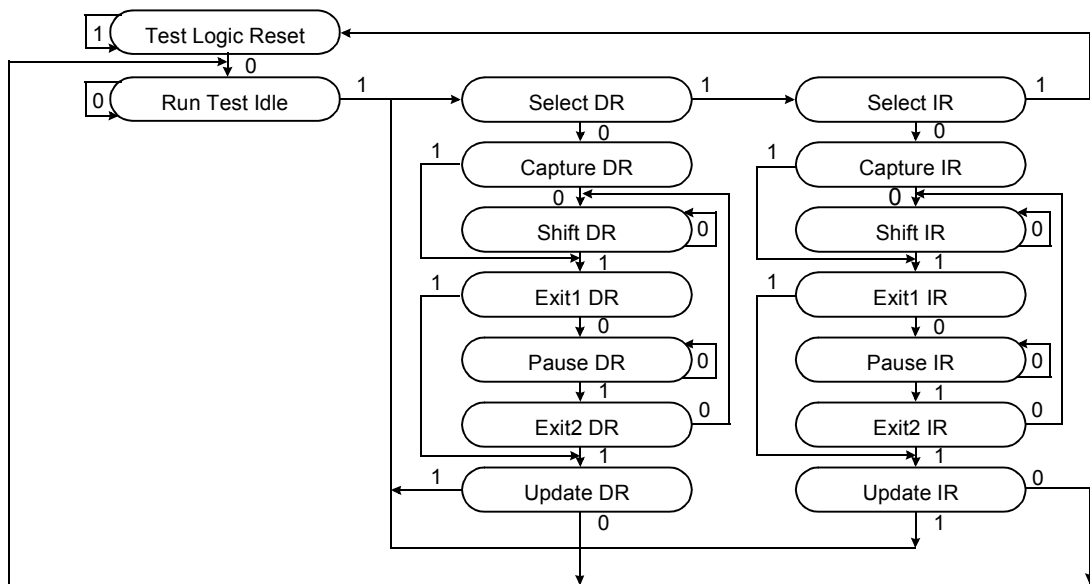 1 Test Logic Reset
0
0 Run Test Idle 1 Select DR 1 Select IR 1
0 0
1 Capture DR 1 Capture IR
0 0
Shift DR 0 Shift IR 0
1 1
1 Exit1 DR 1 Exit1 IR
0 0
Pause DR 0 Pause IR 0
1 1
Exit2 DR 0 Exit2 IR 0
1 1
1 Update DR Update IR 0
0 1